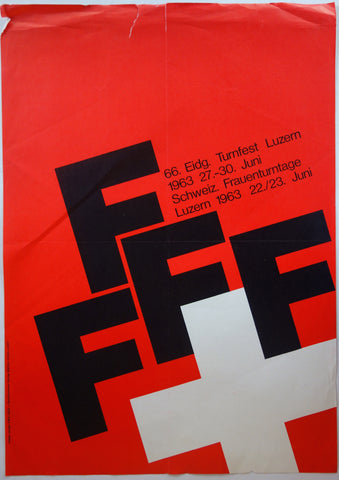 66. Eidg. Turnfest Luzern
1963 27.-30. Juni
Schweiz. Frauenturntage
Luzern 1963 22./23. Juni
F
F F
F